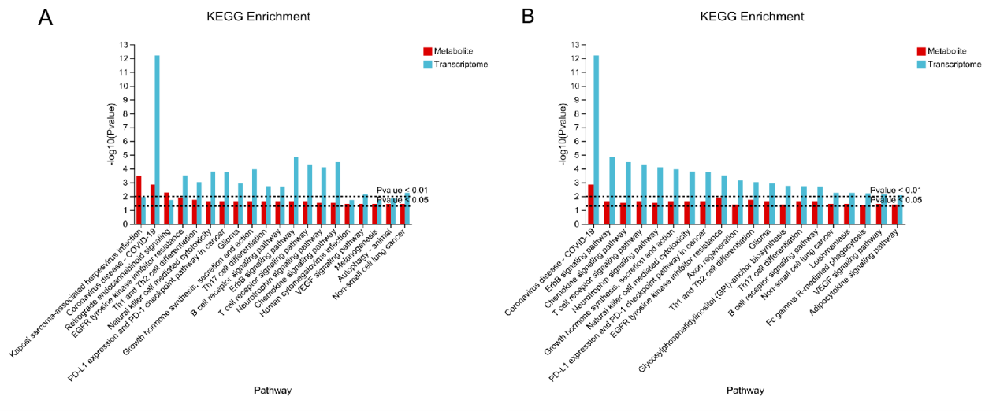 A
KEGG Enrichment
Metabolite
Transcriptome
-log10(Pvalue)
13
12
11
10
9
8
7
6
5
4
3
2
1
0
Pvalue < 0.01
Pvalue < 0.05
Kaposi sarcoma-associated herpesvirus infection
Coronavirus disease - COVID-19
Retrograde endocannabinoid signaling
EGFR tyrosine kinase inhibitor resistance
Th1 and Th2 cell differentiation
Natural killer cell mediated cytotoxicity
PD-L1 expression and PD-1 checkpoint pathway in cancer
Glioma
Growth hormone synthesis, secretion and action
Th17 cell differentiation
B cell receptor signaling pathway
ErbB signaling pathway
T cell receptor signaling pathway
Neurotrophin signaling pathway
Chemokine signaling pathway
Human cytomegalovirus infection
VEGF signaling pathway
Melanogenesis
Autophagy - animal
Non-small cell lung cancer
Pathway
B
KEGG Enrichment
Metabolite
Transcriptome
-log10(Pvalue)
13
12
11
10
9
8
7
6
5
4
3
2
1
0
Pvalue < 0.01
Pvalue < 0.05
Coronavirus disease - COVID-19
ErbB signaling pathway
Chemokine signaling pathway
T cell receptor signaling pathway
Neurotrophin signaling pathway
Growth hormone synthesis, secretion and action
Natural killer cell mediated cytotoxicity
PD-L1 expression and PD-1 checkpoint pathway in cancer
EGFR tyrosine kinase inhibitor resistance
Axon regeneration
Th1 and Th2 cell differentiation
Glioma
Glycosylphosphatidylinositol (GPI)-anchor biosynthesis
Th17 cell differentiation
B cell receptor signaling pathway
Non-small cell lung cancer
Leishmaniasis
Fc gamma R-mediated phagocytosis
VEGF signaling pathway
Adipocytokine signaling pathway
Pathway